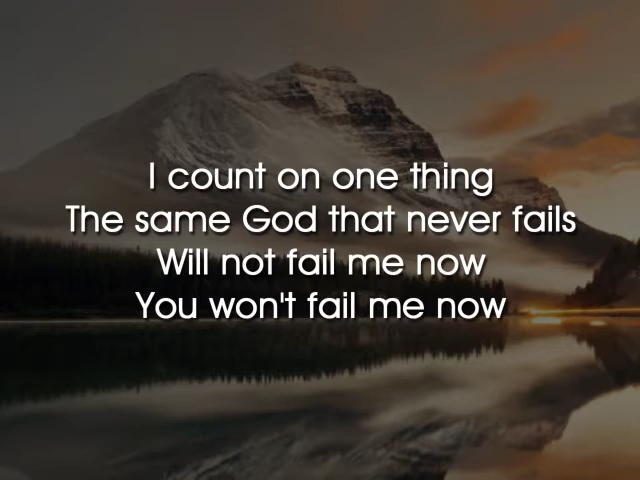 I count on one thing
The same God that never fails
Will not fail me now
You won't fail me now